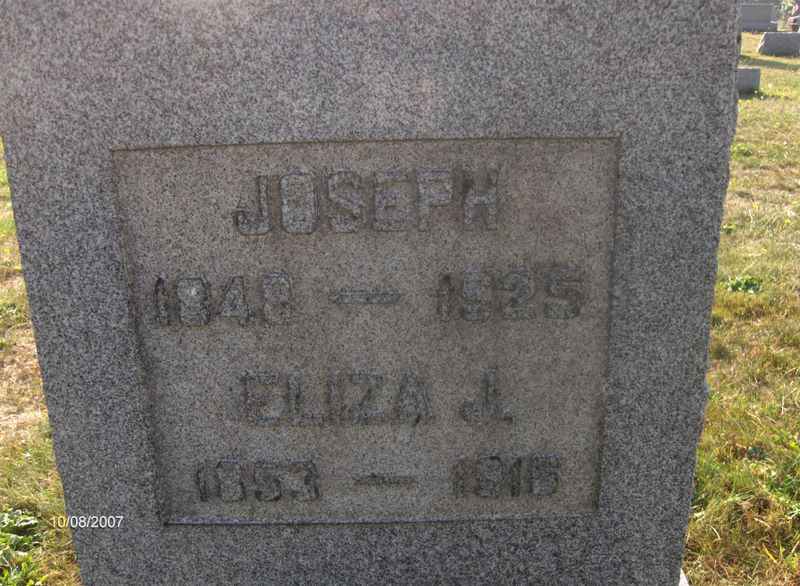 JOSEPH
1848 — 1925
ELIZA J.
1853 — 1916
10/08/2007